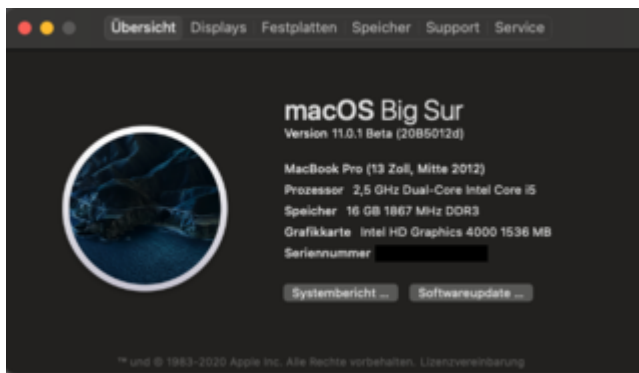 Übersicht Displays Festplatten Speicher Support Service
macOS Big Sur
Version 11.0.1 Beta (20B5012d)
MacBook Pro (13 Zoll, Mitte 2012)
Prozessor 2,5 GHz Dual-Core Intel Core i5
Speicher 16 GB 1867 MHz DDR3
Grafikkarte Intel HD Graphics 4000 1536 MB
Seriennummer
Systembericht ... Softwareupdate ...
™ und © 1983-2020 Apple Inc. Alle Rechte vorbehalten. Lizenzvereinbarung